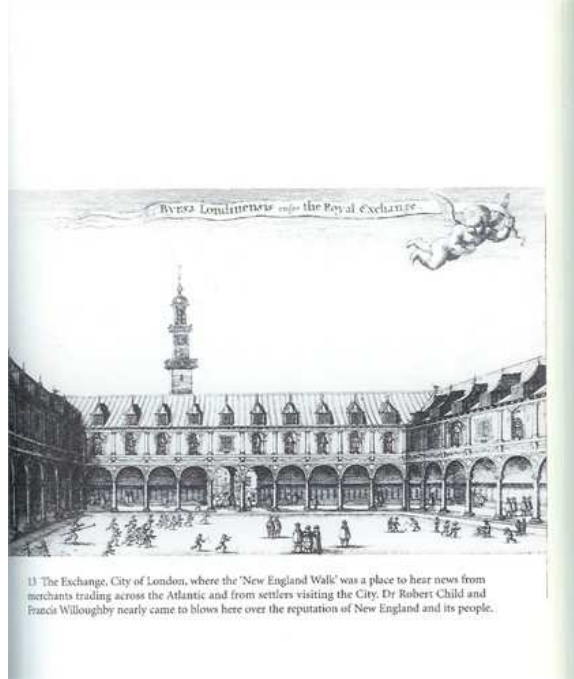 Byrsa Londinensis vulgo the Royal Exchange
13 The Exchange, City of London, where the 'New England Walk' was a place to hear news from
merchants trading across the Atlantic and from settlers visiting the City. Dr Robert Child and
Francis Willoughby nearly came to blows here over the reputation of New England and its people.